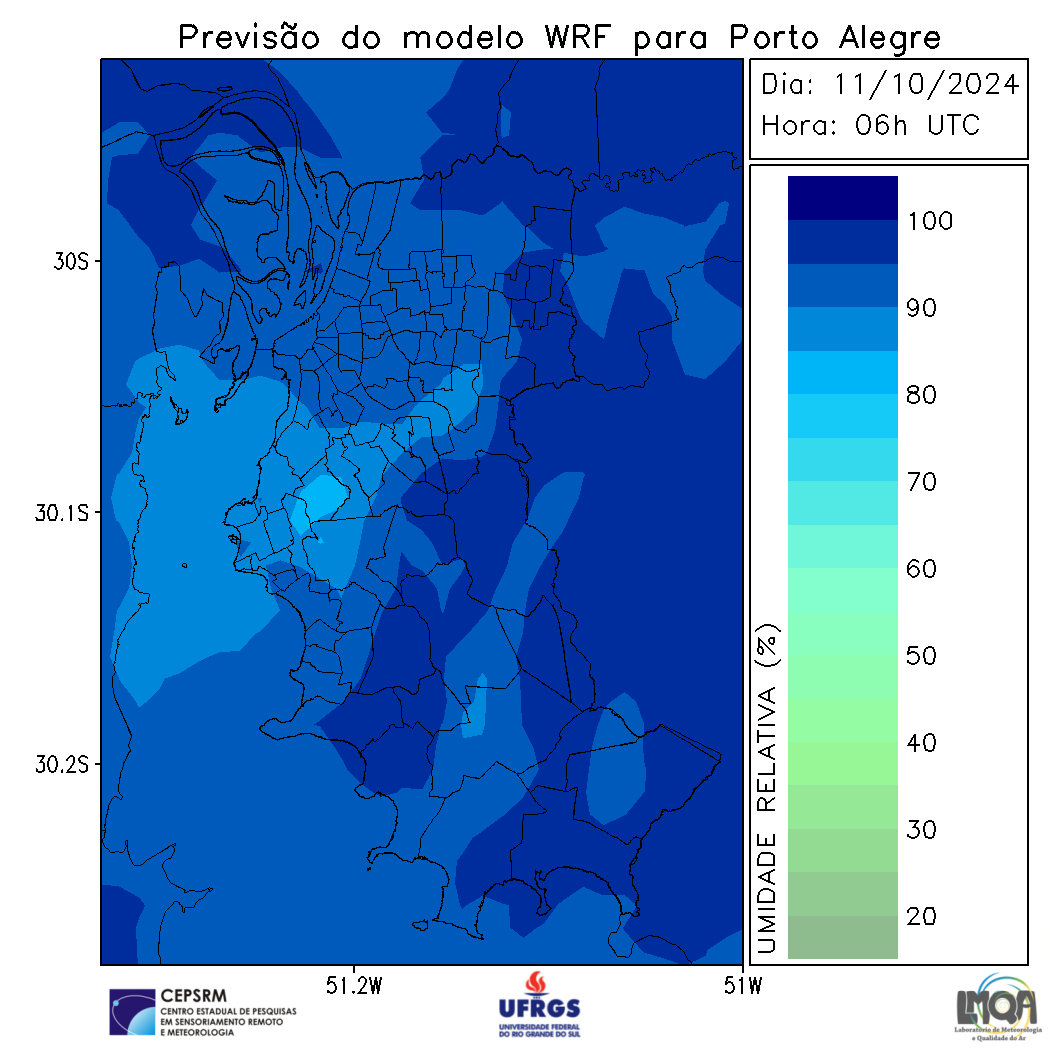 Previsão do modelo WRF para Porto Alegre
Dia: 11/10/2024
Hora: 06h UTC
30S
30.1S
30.2S
51.2W
51W
UMIDADE RELATIVA (%)
100
90
80
70
60
50
40
30
20
CEPSRM
CENTRO ESTADUAL DE PESQUISAS
EM SENSORIAMENTO REMOTO
E METEOROLOGIA
UFRGS
UNIVERSIDADE FEDERAL
DO RIO GRANDE DO SUL
LMQA
Laboratório de Meteorologia
e Qualidade do Ar